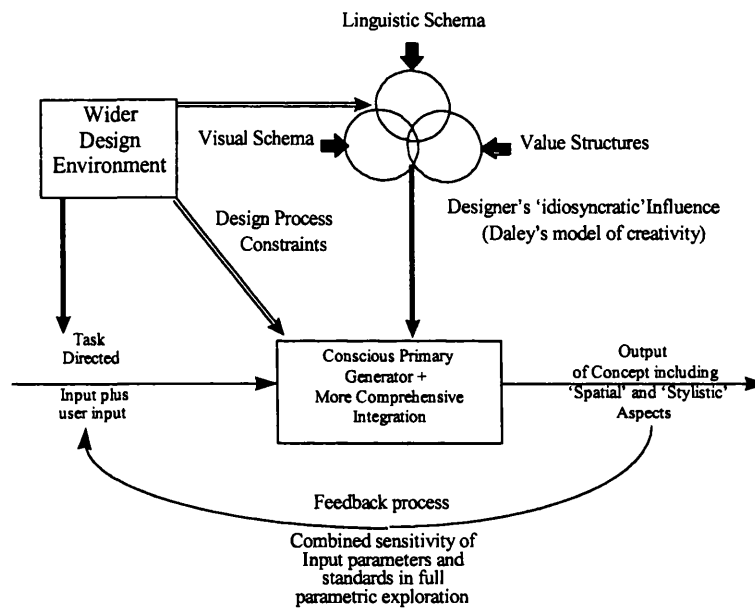 Linguistic Schema
Wider
Design
Environment
Visual Schema
Value Structures
Design Process
Constraints
Designer's 'idiosyncratic'Influence
(Daley's model of creativity)
Task
Directed
Input plus
user input
Conscious Primary
Generator +
More Comprehensive
Integration
Output
of Concept including
'Spatial' and 'Stylistic'
Aspects
Feedback process
Combined sensitivity of
Input parameters and
standards in full
parametric exploration